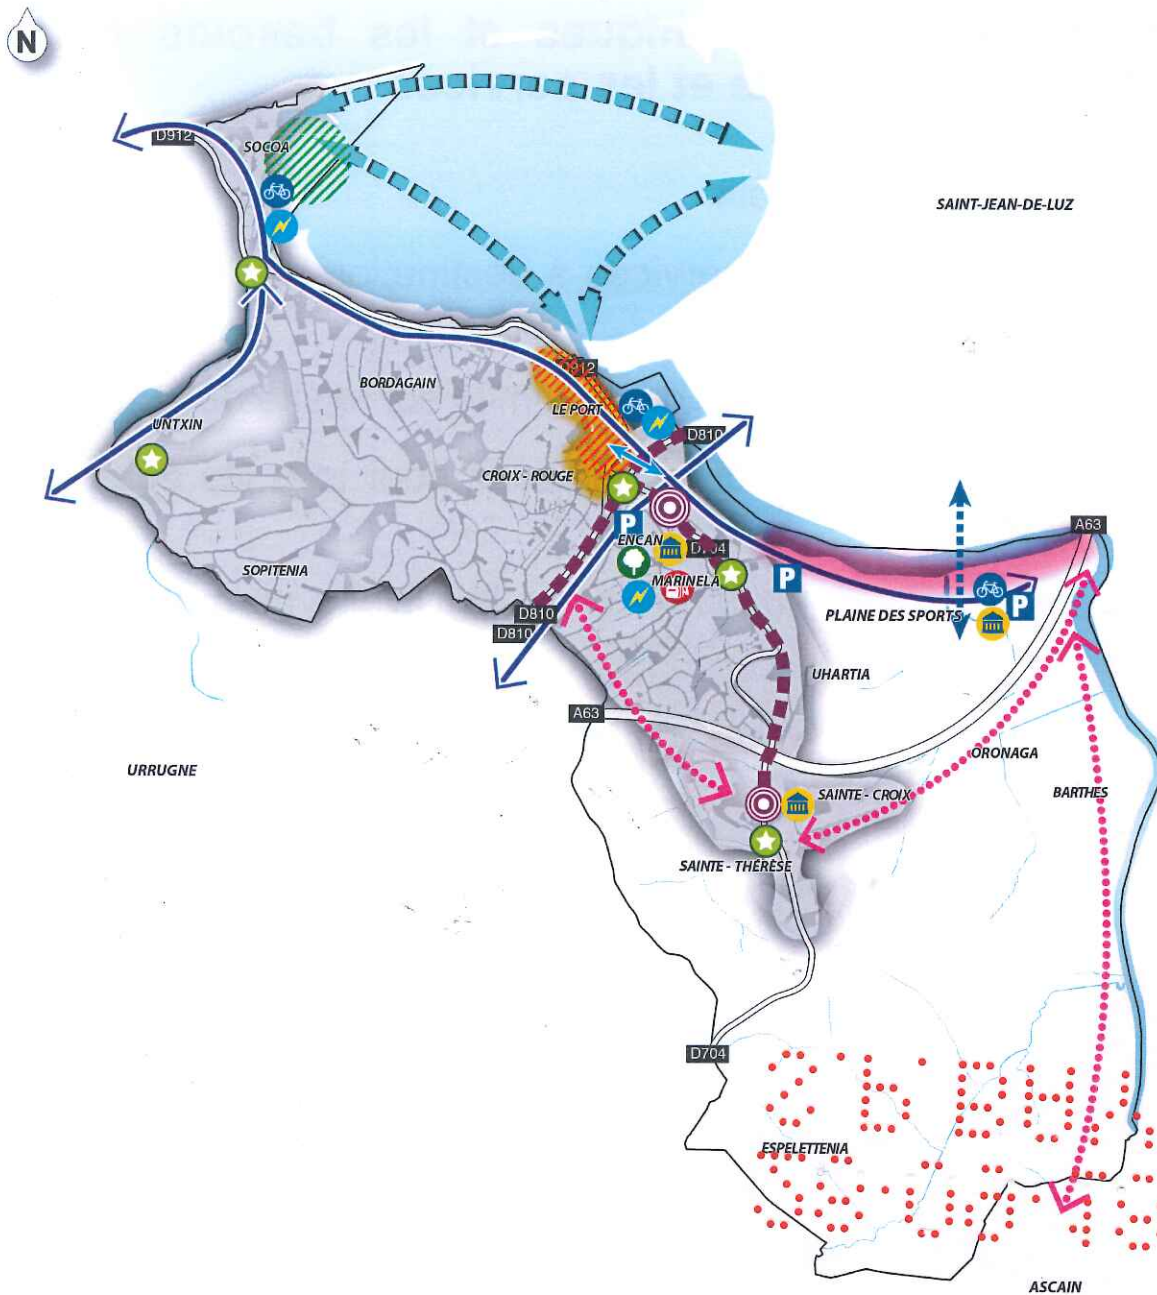 N
D912
SOCOA
SAINT-JEAN-DE-LUZ
D912
BORDAGAIN
LE PORT
UNTXIN
D810
CROIX - ROUGE
P
A63
ENCAN
D704
SOPITENIA
MARINELA
P
P
D810
PLAINE DES SPORTS
D810
UHARTIA
A63
ORONAGA
URRUGNE
SAINTE - CROIX
BARTHES
SAINTE - THÉRÈSE
D704
ESPELETTENIA
ASCAIN